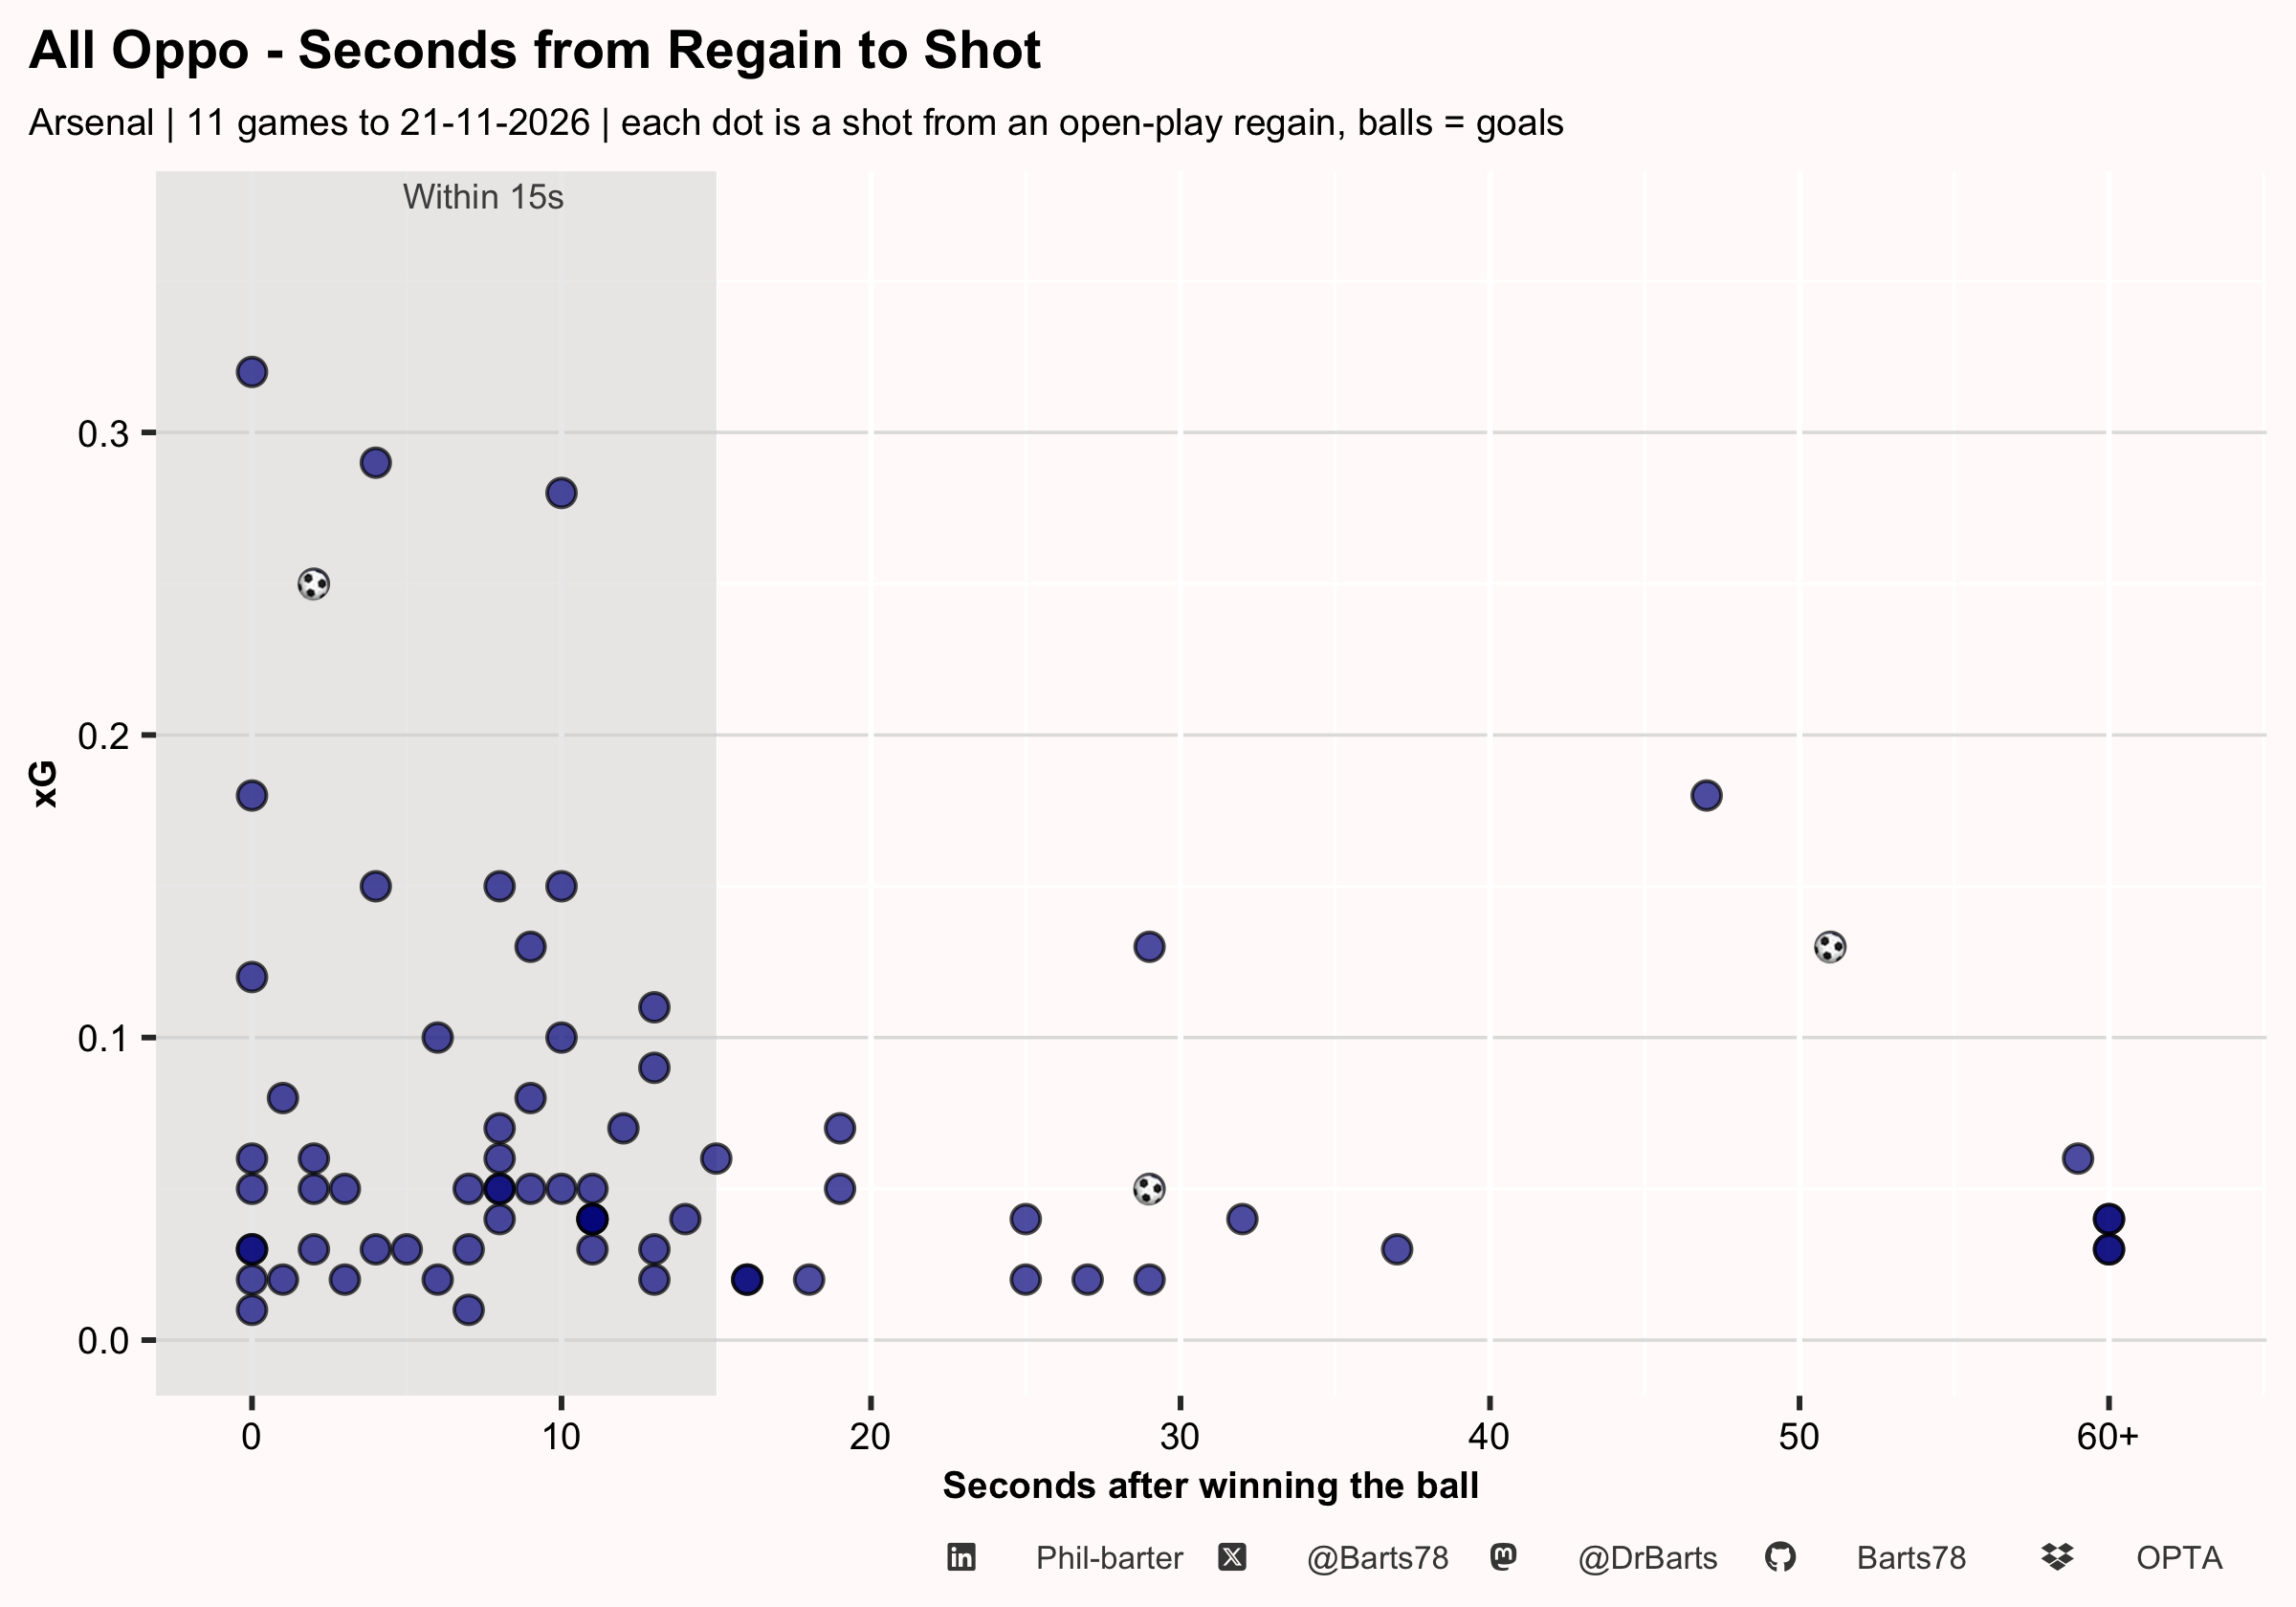 All Oppo - Seconds from Regain to Shot
Arsenal | 11 games to 21-11-2026 | each dot is a shot from an open-play regain, balls = goals
Within 15s
0.3
0.2
0.1
0.0
xG
0 10 20 30 40 50 60+
Seconds after winning the ball
Phil-barter @Barts78 @DrBarts Barts78 OPTA